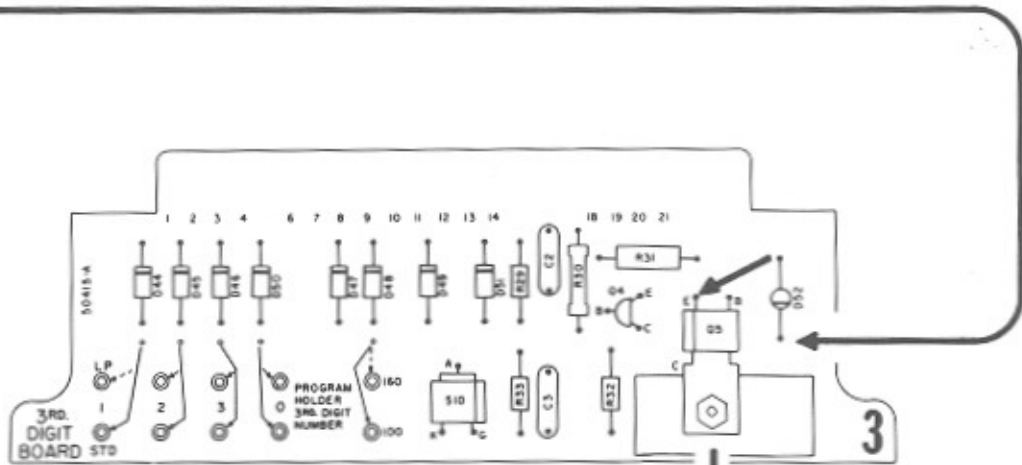 1 2 3 4 6 7 8 9 10 11 12 13 14 18 19 20 21
50415-A
D44
D45
D46
D50
D47
D48
D49
D51
R29
C2
R30
R31
Q4
E
B
C
E
B
Q5
C
D52
LP
1
STD
2
3
PROGRAM
HOLDER
3RD. DIGIT
NUMBER
160
100
A
S10
K
G
R33
C3
R32
3RD.
DIGIT
BOARD
3